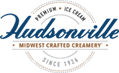 PREMIUM • ICE CREAM
Hudsonville
• MIDWEST CRAFTED CREAMERY •
SINCE 1926